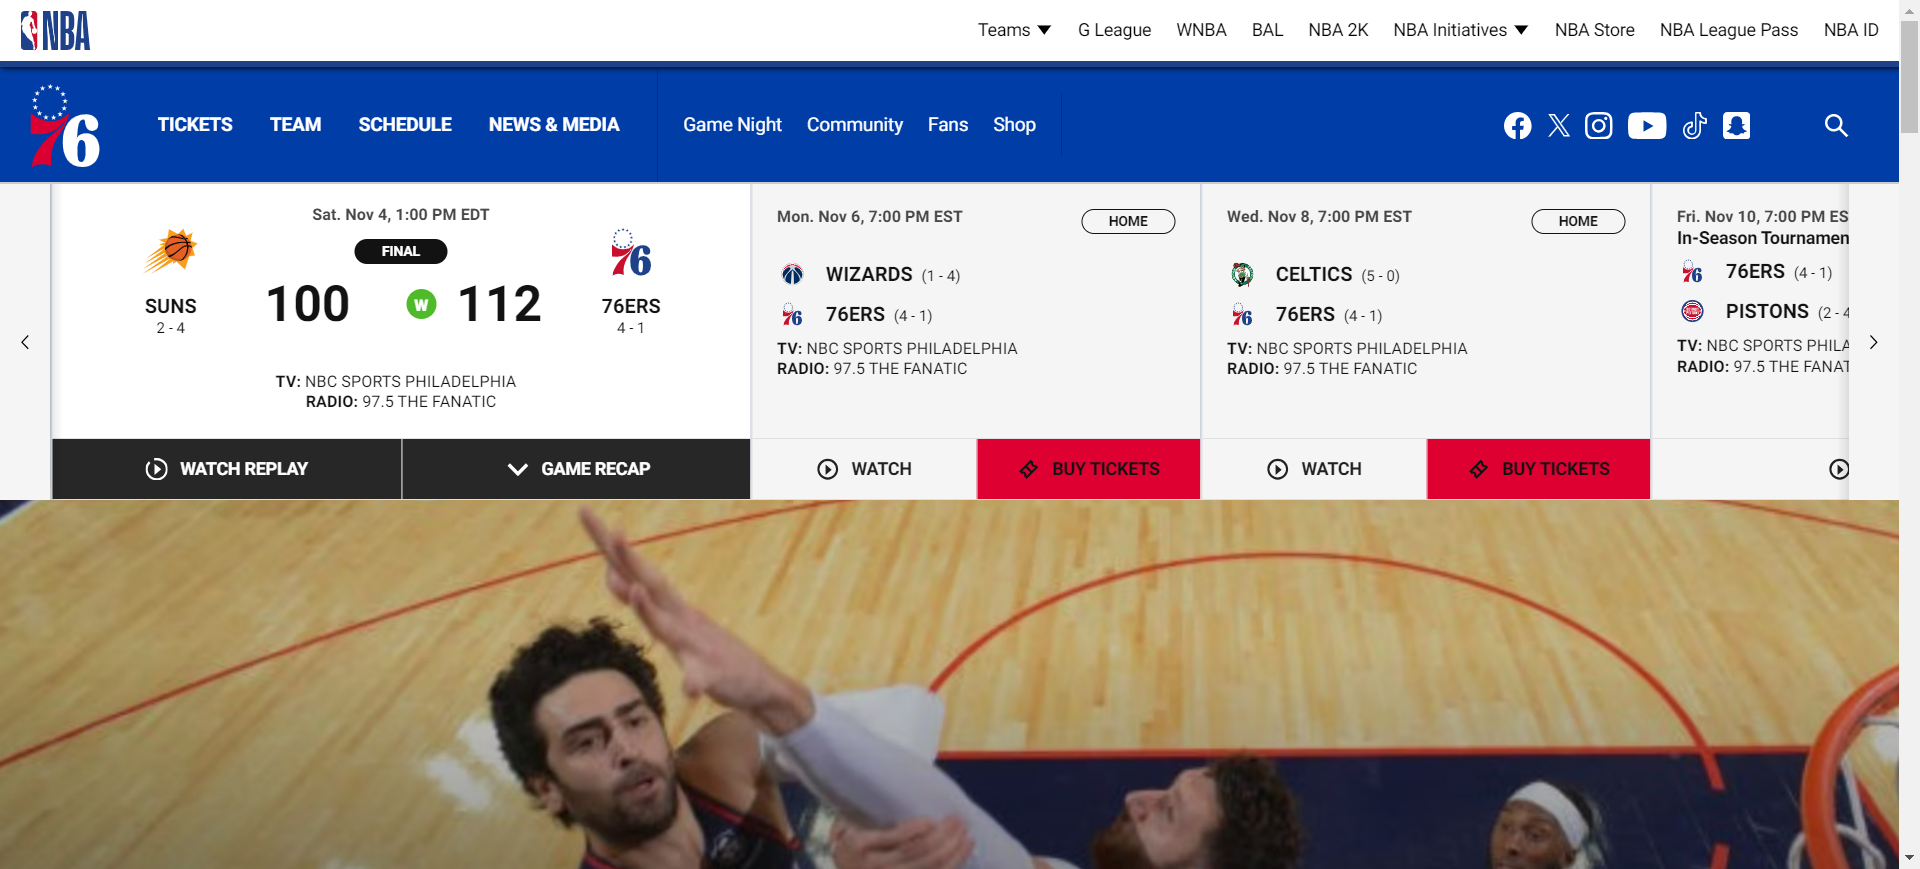 NBA
Teams
G League
WNBA
BAL
NBA 2K
NBA Initiatives
NBA Store
NBA League Pass
NBA ID
76
TICKETS
TEAM
SCHEDULE
NEWS & MEDIA
Game Night
Community
Fans
Shop
Sat. Nov 4, 1:00 PM EDT
FINAL
SUNS
2 - 4
100
W
112
76
76ERS
4 - 1
TV: NBC SPORTS PHILADELPHIA
RADIO: 97.5 THE FANATIC
WATCH REPLAY
GAME RECAP
Mon. Nov 6, 7:00 PM EST
HOME
WIZARDS (1 - 4)
76
76ERS (4 - 1)
TV: NBC SPORTS PHILADELPHIA
RADIO: 97.5 THE FANATIC
WATCH
BUY TICKETS
Wed. Nov 8, 7:00 PM EST
HOME
CELTICS (5 - 0)
76
76ERS (4 - 1)
TV: NBC SPORTS PHILADELPHIA
RADIO: 97.5 THE FANATIC
WATCH
BUY TICKETS
Fri. Nov 10, 7:00 PM ES
In-Season Tournamen
76
76ERS (4 - 1)
PISTONS (2 - 4
TV: NBC SPORTS PHILA
RADIO: 97.5 THE FANAT